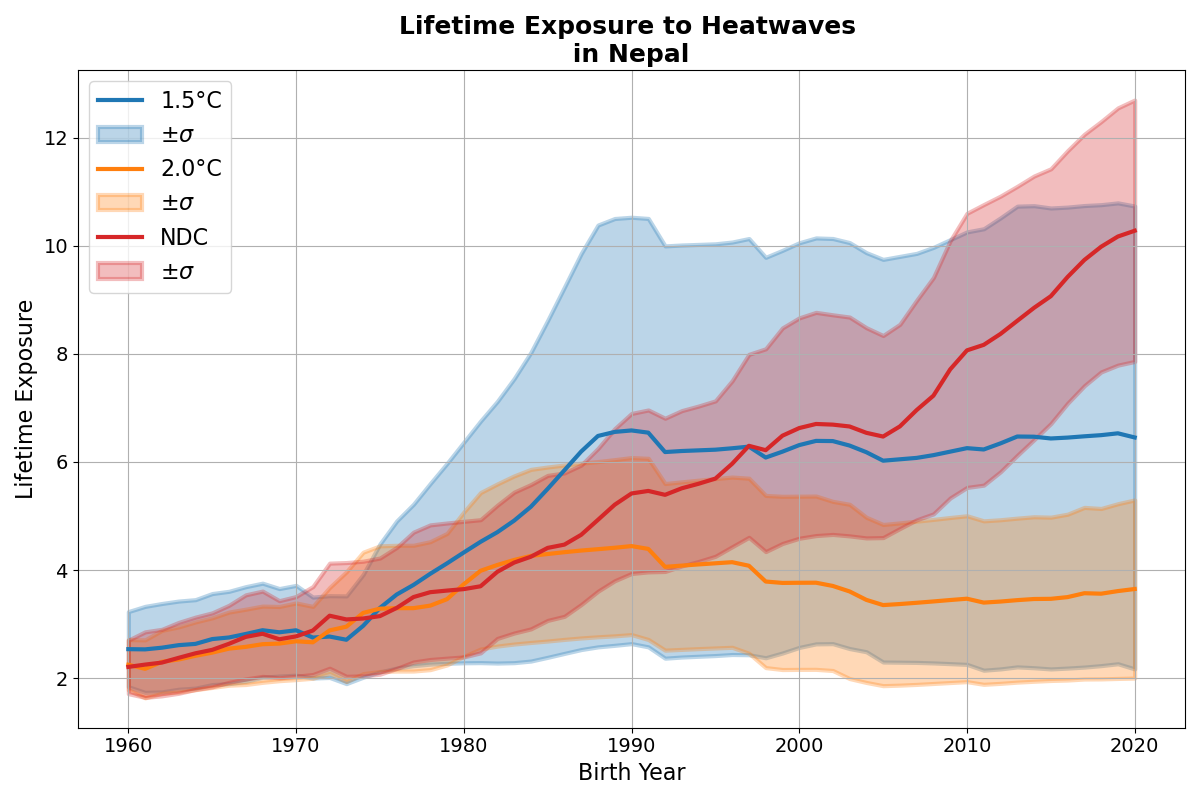 Lifetime Exposure to Heatwaves
in Nepal
1.5°C
±σ
2.0°C
±σ
NDC
±σ
Lifetime Exposure
12
10
8
6
4
2
1960
1970
1980
1990
2000
2010
2020
Birth Year